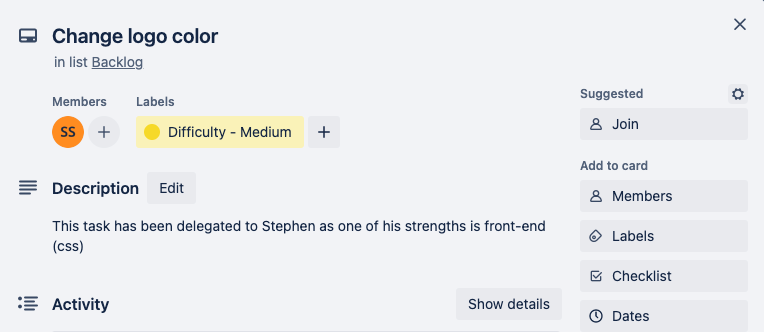 Change logo color
in list Backlog
Members
Labels
SS
Difficulty - Medium
Description
Edit
This task has been delegated to Stephen as one of his strengths is front-end
(css)
Activity
Show details
Suggested
Join
Add to card
Members
Labels
Checklist
Dates